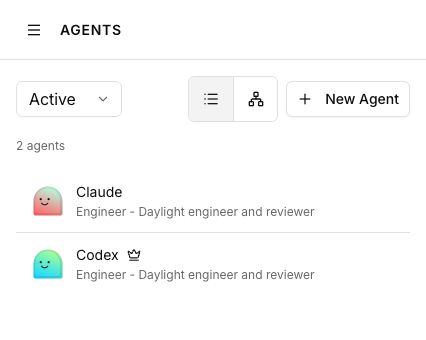 AGENTS
Active
New Agent
2 agents
Claude
Engineer - Daylight engineer and reviewer
Codex
Engineer - Daylight engineer and reviewer